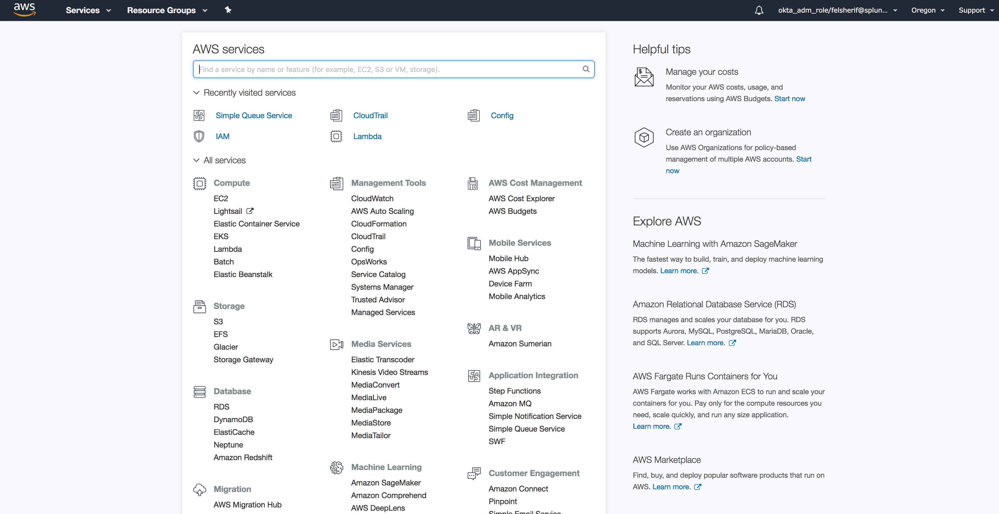 aws
Services
Resource Groups
okta_adm_role/felsherif@splun...
Oregon
Support
AWS services
Find a service by name or feature (for example, EC2, S3 or VM, storage).
Recently visited services
Simple Queue Service
CloudTrail
Config
IAM
Lambda
All services
Compute
EC2
Lightsail
Elastic Container Service
EKS
Lambda
Batch
Elastic Beanstalk
Storage
S3
EFS
Glacier
Storage Gateway
Database
RDS
DynamoDB
ElastiCache
Neptune
Amazon Redshift
Migration
AWS Migration Hub
Management Tools
CloudWatch
AWS Auto Scaling
CloudFormation
CloudTrail
Config
OpsWorks
Service Catalog
Systems Manager
Trusted Advisor
Managed Services
Media Services
Elastic Transcoder
Kinesis Video Streams
MediaConvert
MediaLive
MediaPackage
MediaStore
MediaTailor
Machine Learning
Amazon SageMaker
Amazon Comprehend
AWS DeepLens
AWS Cost Management
AWS Cost Explorer
AWS Budgets
Mobile Services
Mobile Hub
AWS AppSync
Device Farm
Mobile Analytics
AR & VR
Amazon Sumerian
Application Integration
Step Functions
Amazon MQ
Simple Notification Service
Simple Queue Service
SWF
Customer Engagement
Amazon Connect
Pinpoint
Simple Email Service
Helpful tips
Manage your costs
Monitor your AWS costs, usage, and
reservations using AWS Budgets. Start now
Create an organization
Use AWS Organizations for policy-based
management of multiple AWS accounts. Start
now
Explore AWS
Machine Learning with Amazon SageMaker
The fastest way to build, train, and deploy machine learning
models. Learn more.
Amazon Relational Database Service (RDS)
RDS manages and scales your database for you. RDS
supports Aurora, MySQL, PostgreSQL, MariaDB, Oracle,
and SQL Server. Learn more.
AWS Fargate Runs Containers for You
AWS Fargate works with Amazon ECS to run and scale your
containers for you. Pay only for the compute resources you
need, scale quickly, and run any size application.
Learn more.
AWS Marketplace
Find, buy, and deploy popular software products that run on
AWS. Learn more.